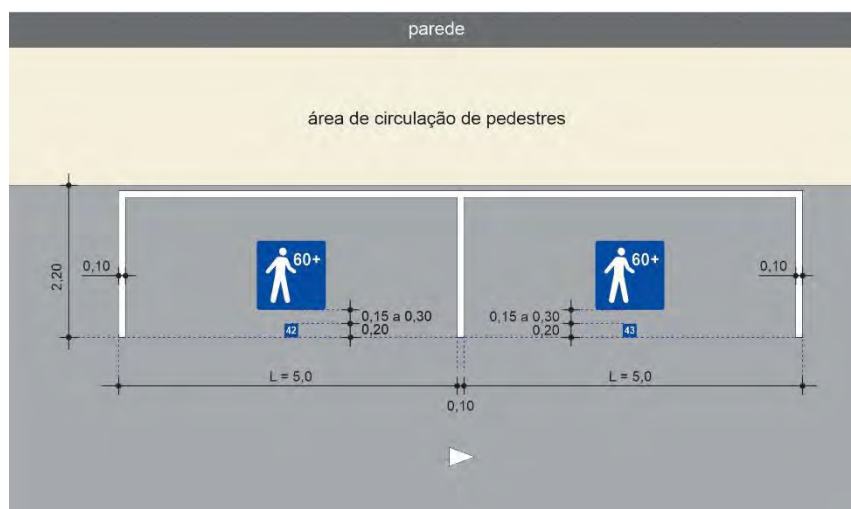 parede
área de circulação de pedestres
60+
60+
0,10
0,10
2,20
0,15 a 0,30
0,15 a 0,30
42
0,20
0,20
43
L = 5,0
L = 5,0
0,10